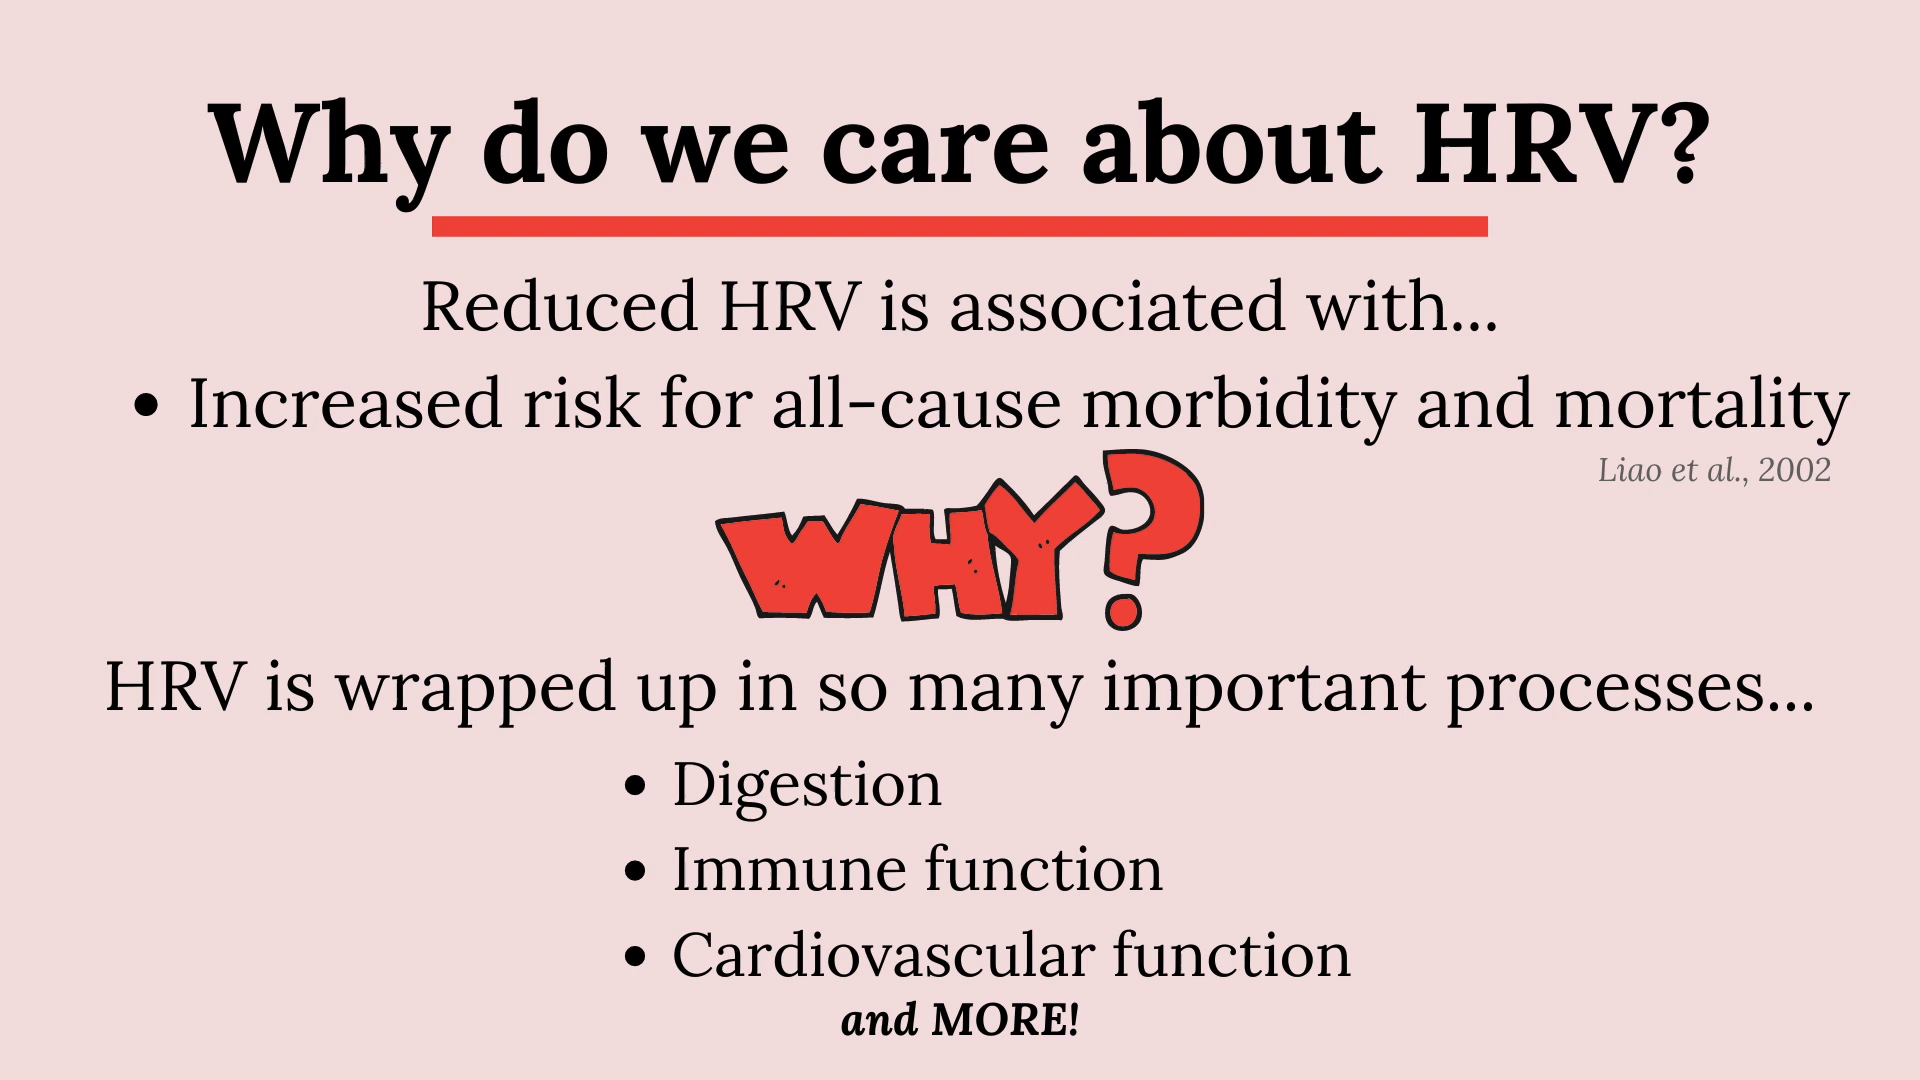 Why do we care about HRV?
Reduced HRV is associated with...
• Increased risk for all-cause morbidity and mortality
Liao et al., 2002
WHY?
HRV is wrapped up in so many important processes...
• Digestion
• Immune function
• Cardiovascular function
and MORE!